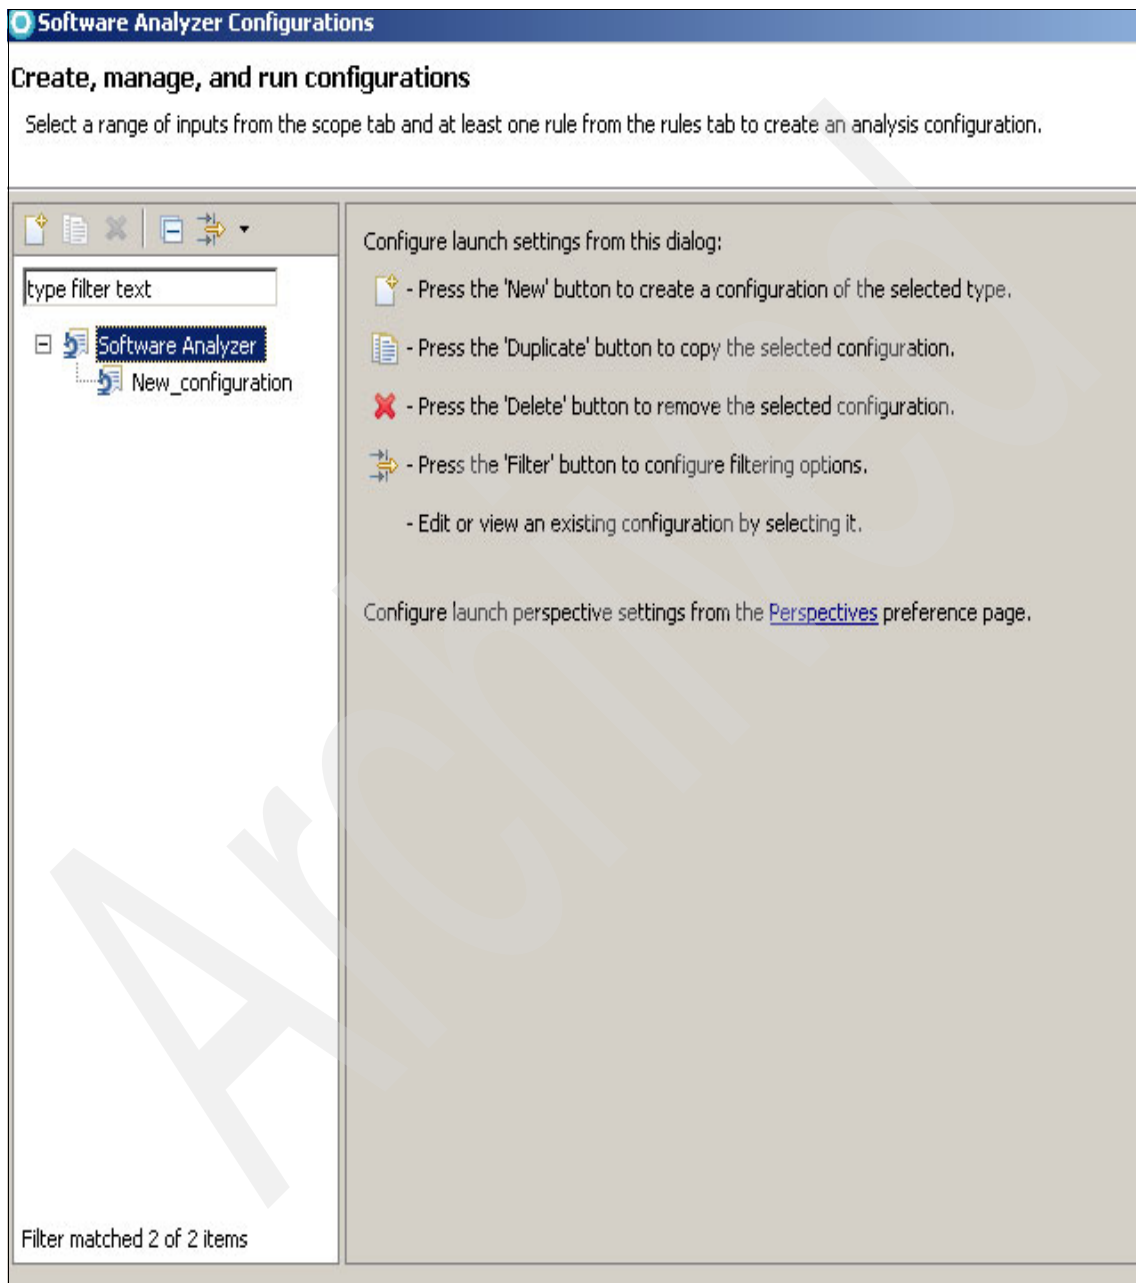 Software Analyzer Configurations
Create, manage, and run configurations
Select a range of inputs from the scope tab and at least one rule from the rules tab to create an analysis configuration.
type filter text
Software Analyzer
New_configuration
Filter matched 2 of 2 items
Configure launch settings from this dialog:
- Press the 'New' button to create a configuration of the selected type.
- Press the 'Duplicate' button to copy the selected configuration.
- Press the 'Delete' button to remove the selected configuration.
- Press the 'Filter' button to configure filtering options.
- Edit or view an existing configuration by selecting it.
Configure launch perspective settings from the Perspectives preference page.
Archived